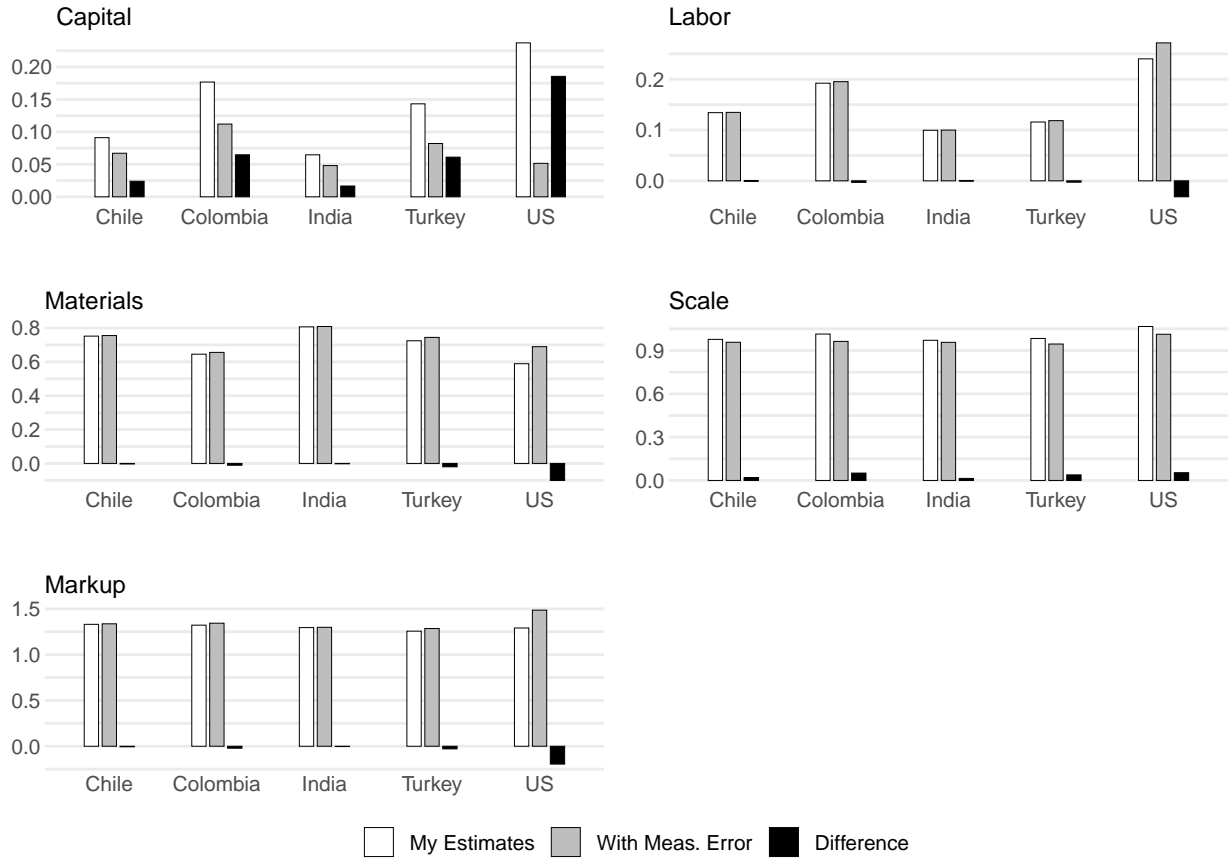 Capital
0.20
0.15
0.10
0.05
0.00
Chile Colombia India Turkey US
Labor
0.2
0.1
0.0
Chile Colombia India Turkey US
Materials
0.8
0.6
0.4
0.2
0.0
Chile Colombia India Turkey US
Scale
0.9
0.6
0.3
0.0
Chile Colombia India Turkey US
Markup
1.5
1.0
0.5
0.0
Chile Colombia India Turkey US
My Estimates With Meas. Error Difference